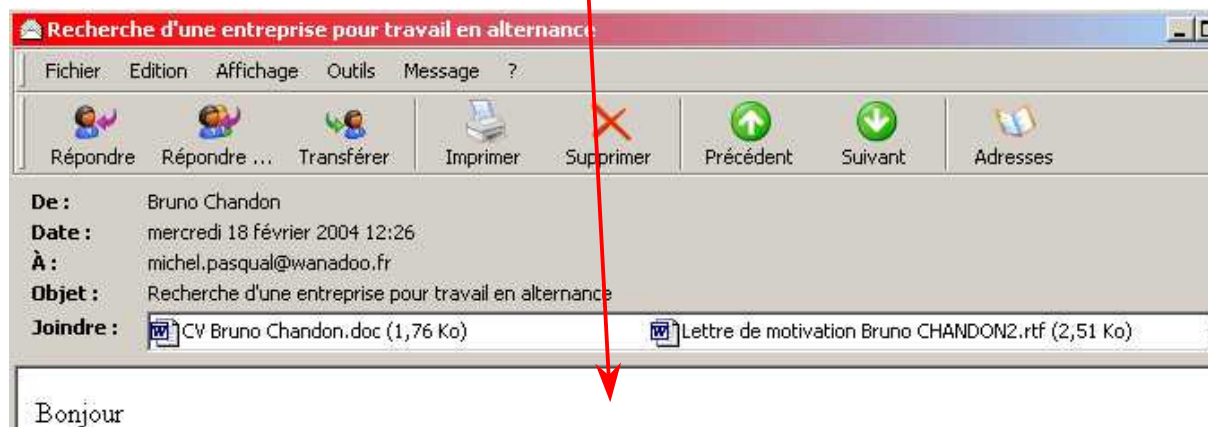 Recherche d'une entreprise pour travail en alternance
Fichier Edition Affichage Outils Message ?
Répondre Répondre ... Transférer Imprimer Supprimer Précédent Suivant Adresses
De : Bruno Chandon
Date : mercredi 18 février 2004 12:26
À : michel.pasqual@wanadoo.fr
Objet : Recherche d'une entreprise pour travail en alternance
Joindre : CV Bruno Chandon.doc (1,76 Ko) Lettre de motivation Bruno CHANDON2.rtf (2,51 Ko)
Bonjour